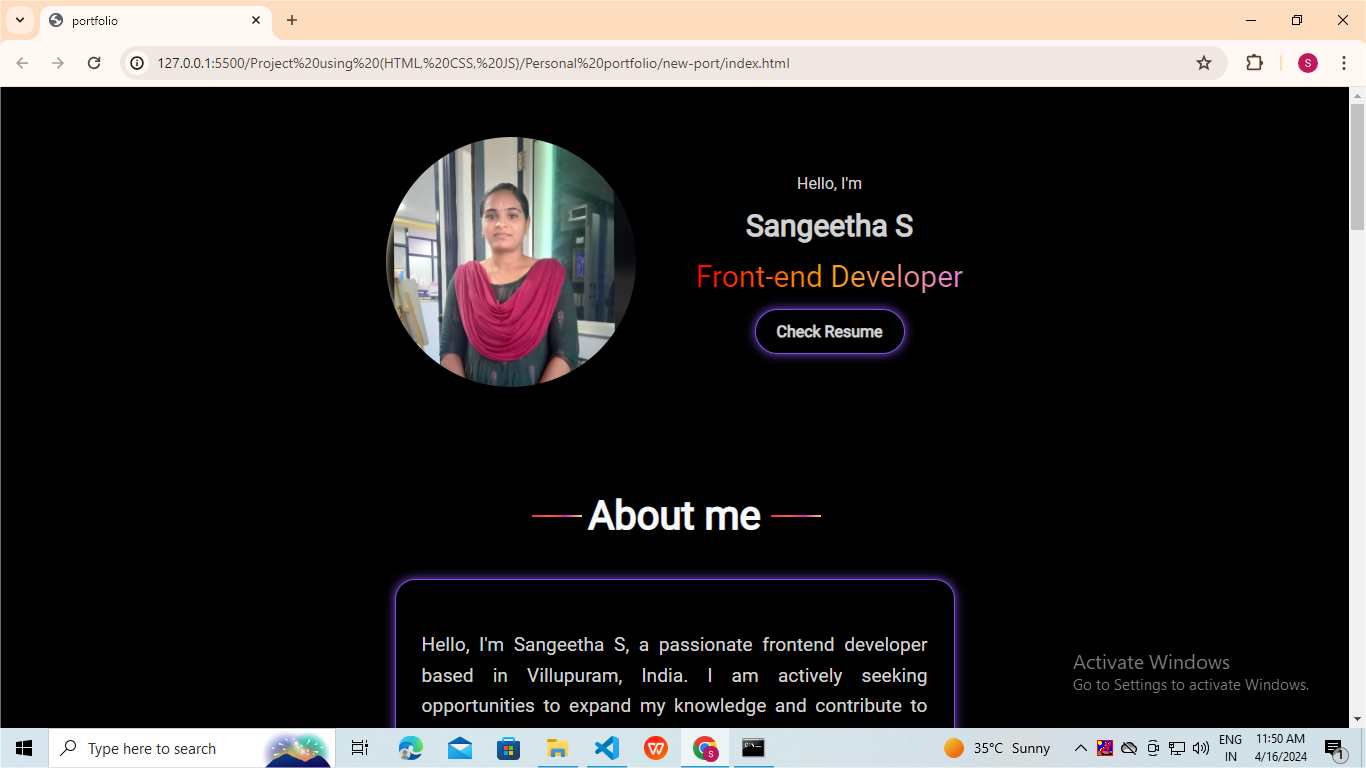 portfolio
127.0.0.1:5500/Project%20using%20(HTML,%20CSS,%20JS)/Personal%20portfolio/new-port/index.html
S
Hello, I'm
Sangeetha S
Front-end Developer
Check Resume
About me
Hello, I'm Sangeetha S, a passionate frontend developer
based in Villupuram, India. I am actively seeking
opportunities to expand my knowledge and contribute to
Activate Windows
Go to Settings to activate Windows.
Type here to search
W
S
35°C Sunny
ENG
IN
11:50 AM
4/16/2024
1